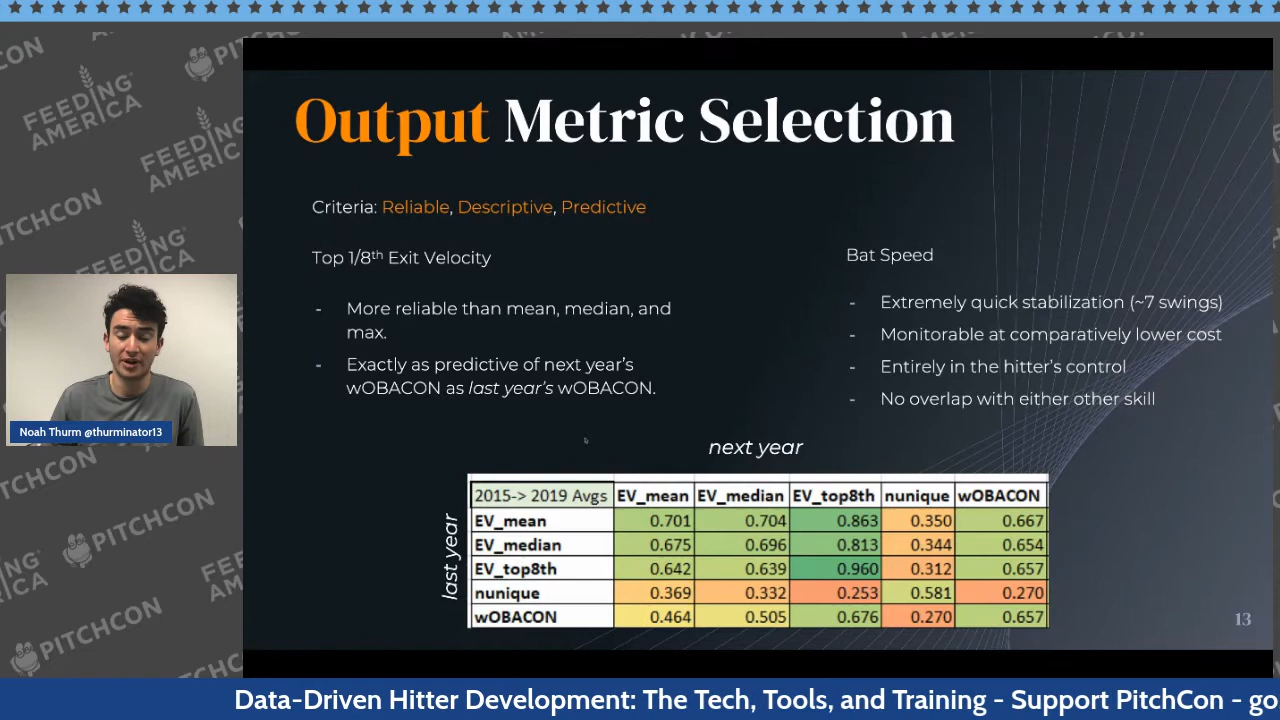 Output Metric Selection
Criteria: Reliable, Descriptive, Predictive
Top 1/8th Exit Velocity
- More reliable than mean, median, and
max.
- Exactly as predictive of next year's
wOBACON as last year's wOBACON.
Bat Speed
- Extremely quick stabilization (~7 swings)
- Monitorable at comparatively lower cost
- Entirely in the hitter's control
- No overlap with either other skill
next year
last year
2015-> 2019 Avgs EV_mean EV_median EV_top8th nunique wOBACON
EV_mean 0.701 0.704 0.863 0.350 0.667
EV_median 0.675 0.696 0.813 0.344 0.654
EV_top8th 0.642 0.639 0.960 0.312 0.657
nunique 0.369 0.332 0.253 0.581 0.270
wOBACON 0.464 0.505 0.676 0.270 0.657
13
Noah Thurm @thurminator13
FEEDING
AMERICA
PITCHCON
Data-Driven Hitter Development: The Tech, Tools, and Training - Support PitchCon - go